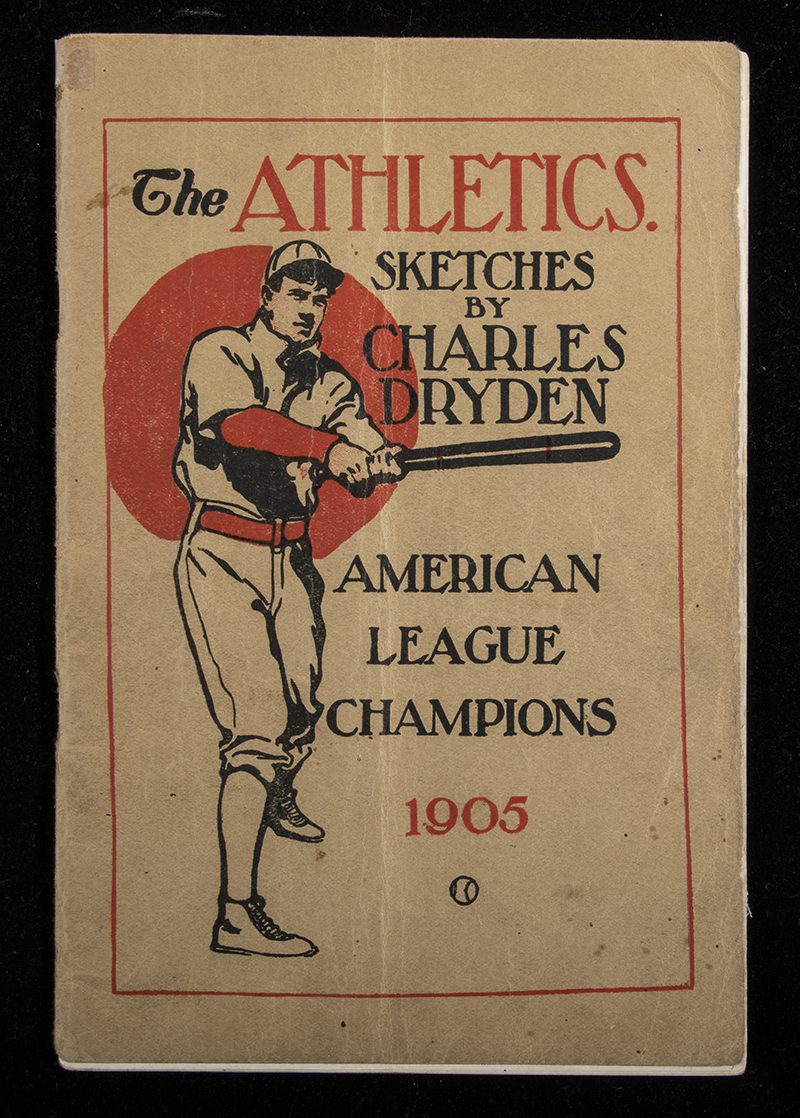 The ATHLETICS.
SKETCHES
BY
CHARLES
DRYDEN
AMERICAN
LEAGUE
CHAMPIONS
1905